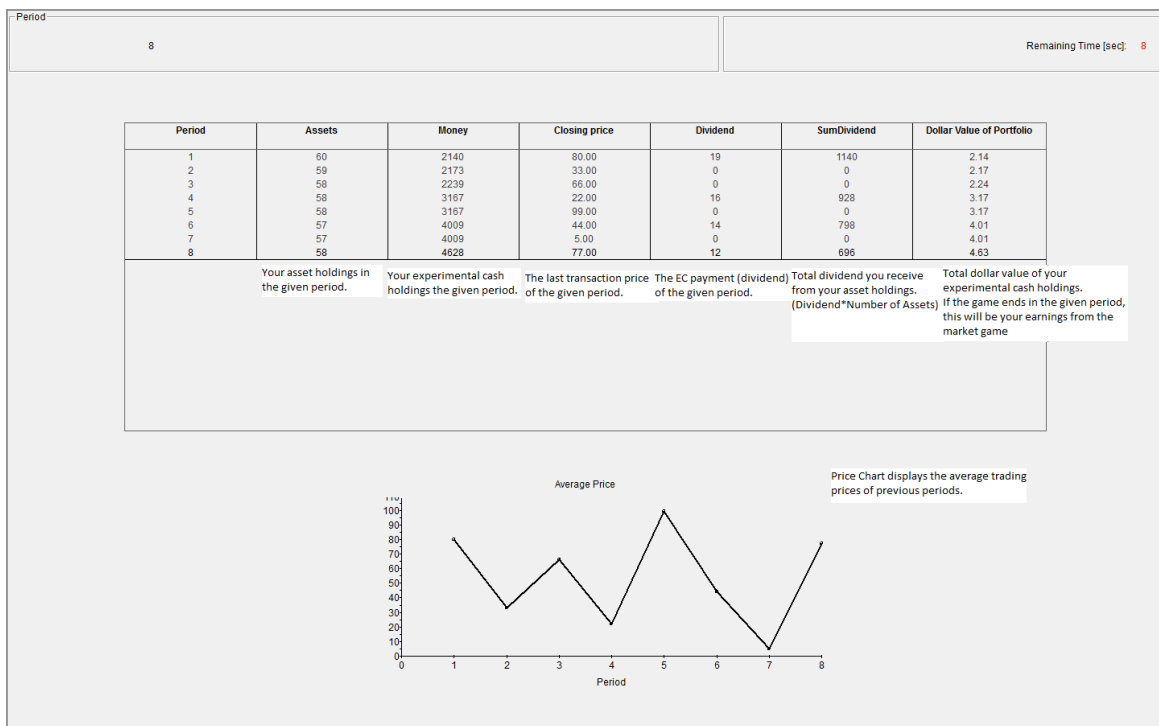 Period
8
Remaining Time [sec]: 8
Period Assets Money Closing price Dividend SumDividend Dollar Value of Portfolio
1 60 2140 80.00 19 1140 2.14
2 59 2173 33.00 0 0 2.17
3 58 2239 66.00 0 0 2.24
4 58 3167 22.00 16 928 3.17
5 58 3167 99.00 0 0 3.17
6 57 4009 44.00 14 798 4.01
7 57 4009 5.00 0 0 4.01
8 58 4628 77.00 12 696 4.63
Your asset holdings in
the given period.
Your experimental cash
holdings the given period.
The last transaction price
of the given period.
The EC payment (dividend)
of the given period.
Total dividend you receive
from your asset holdings.
(Dividend*Number of Assets)
Total dollar value of your
experimental cash holdings.
If the game ends in the given period,
this will be your earnings from the
market game
Price Chart displays the average trading
prices of previous periods.
Average Price
110
100
90
80
70
60
50
40
30
20
10
0
0 1 2 3 4 5 6 7 8
Period